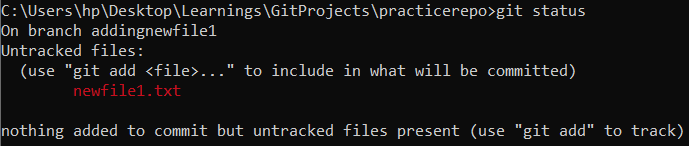 C:\Users\hp\Desktop\Learnings\GitProjects\practicerepo>git status
On branch addingnewfile1
Untracked files:
  (use "git add <file>..." to include in what will be committed)
        newfile1.txt

nothing added to commit but untracked files present (use "git add" to track)